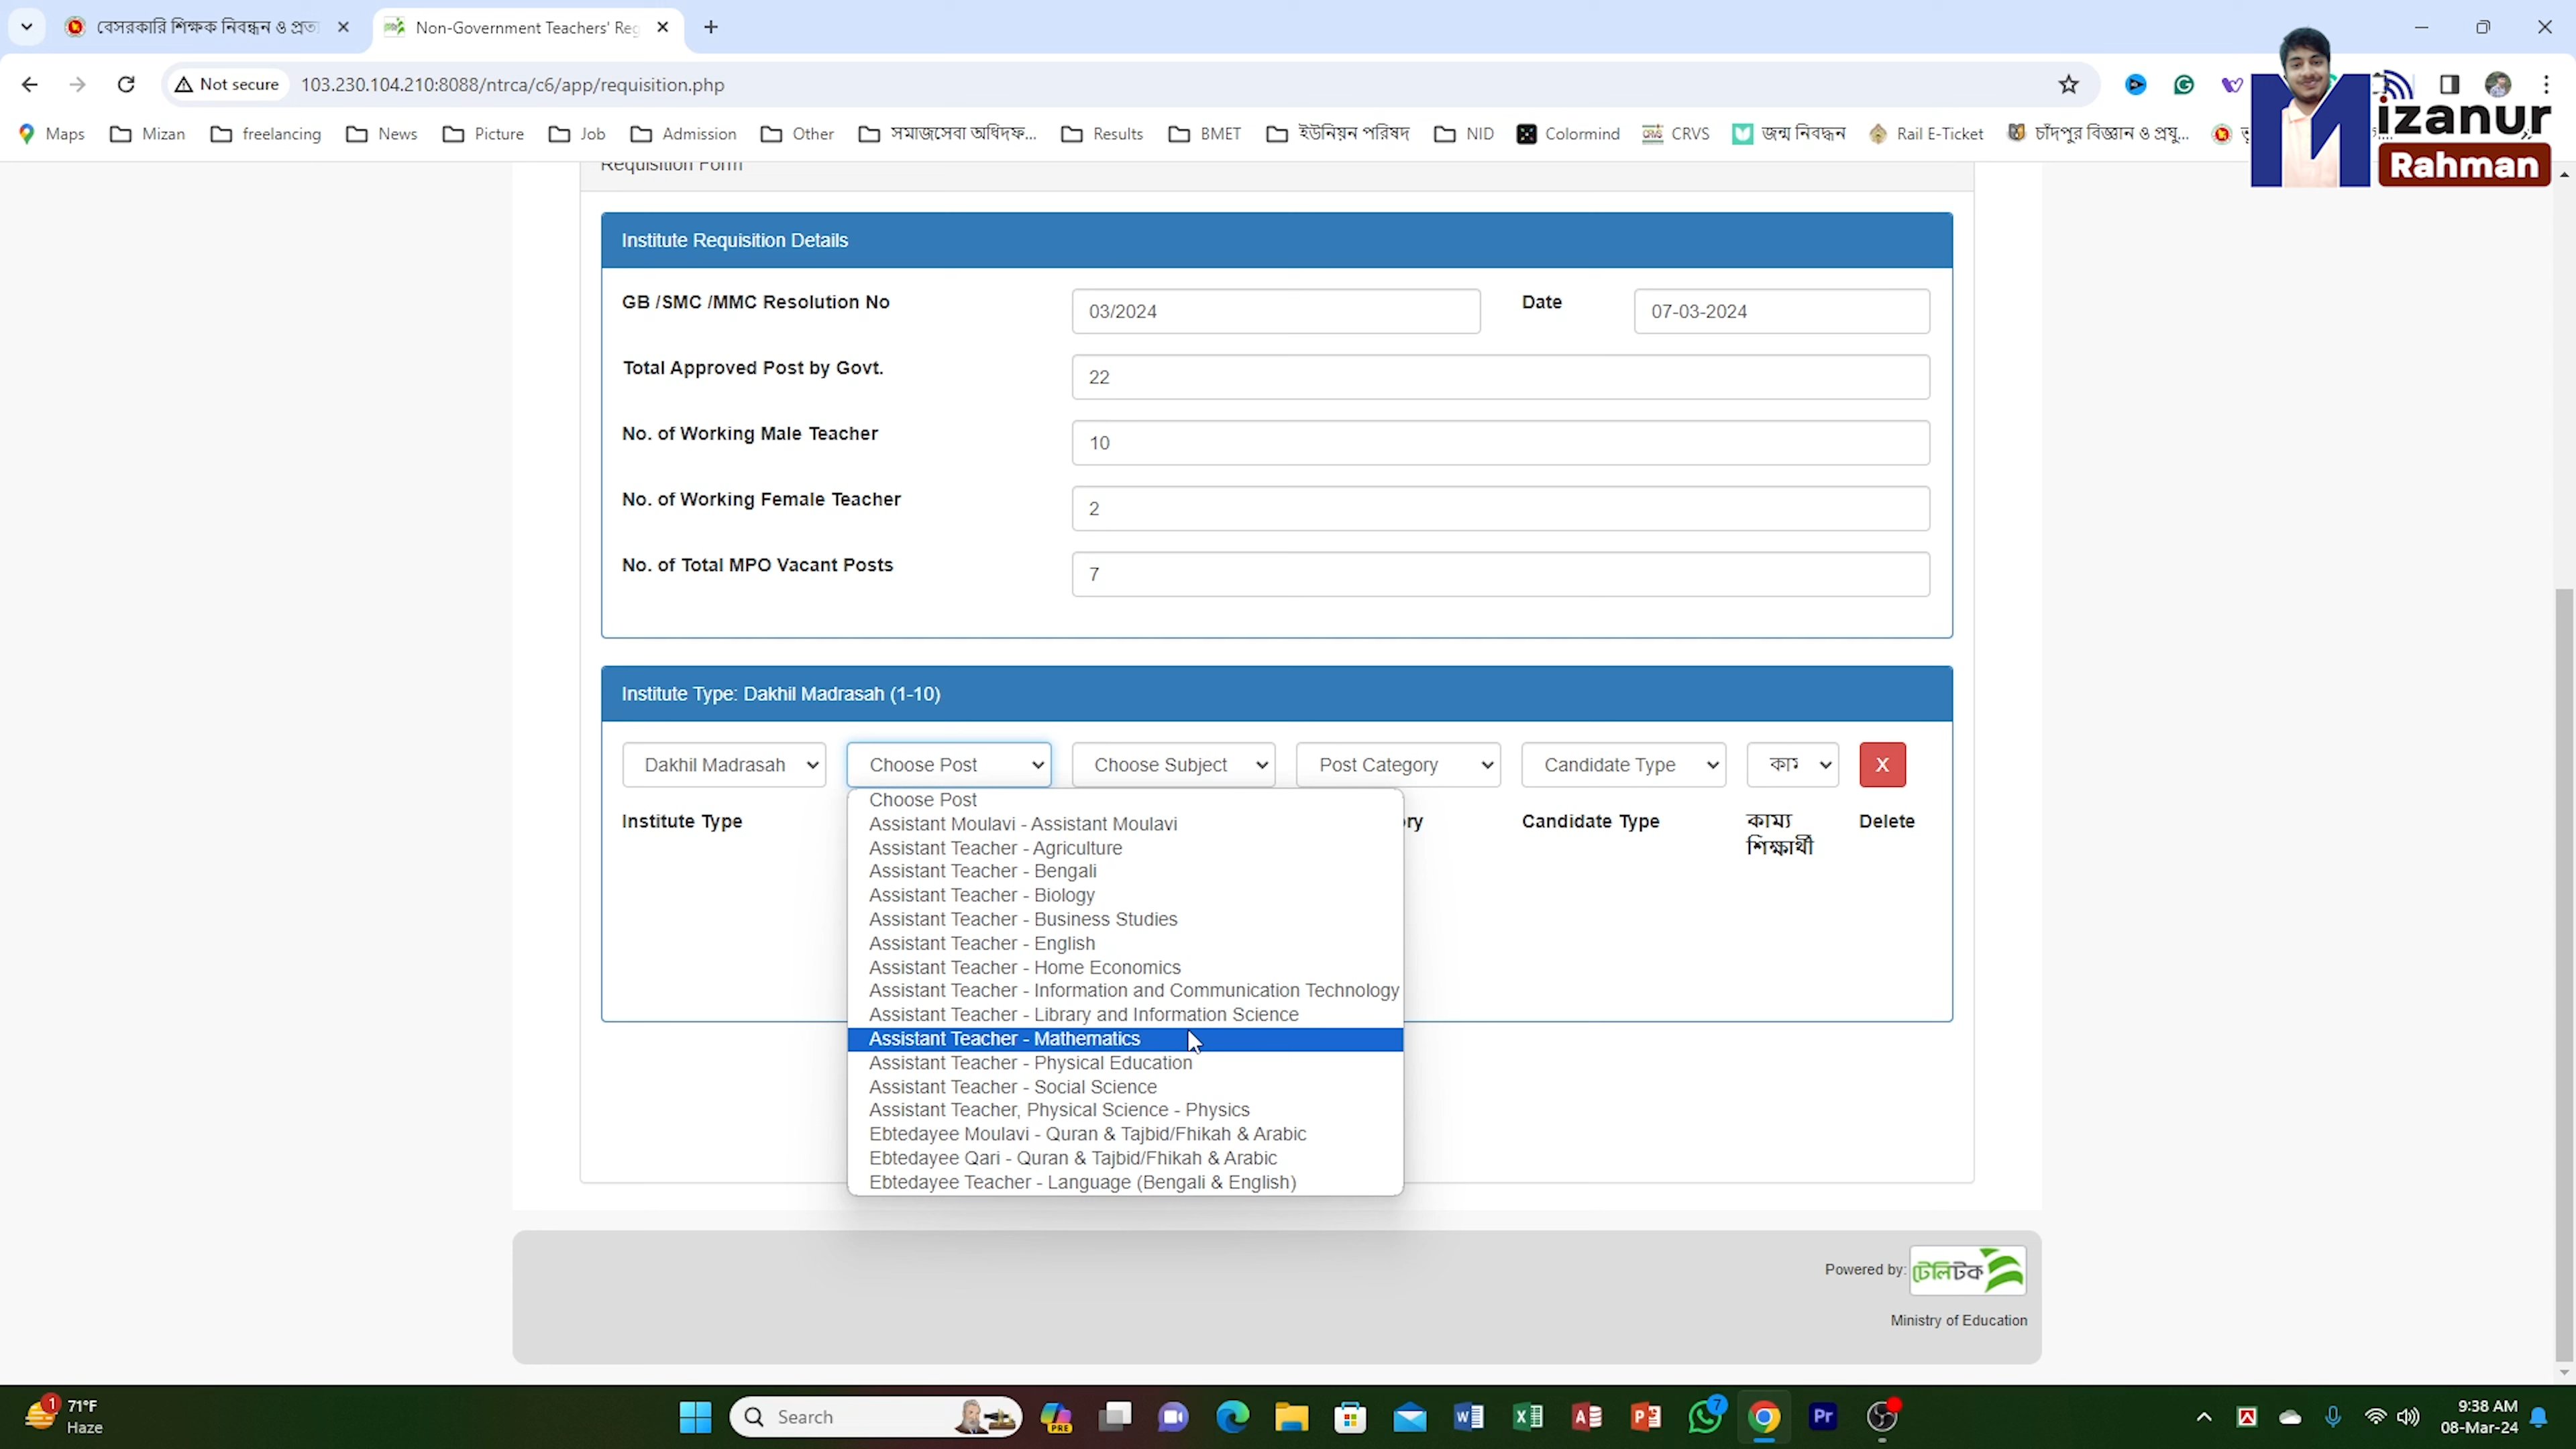 বেসরকারি শিক্ষক নিবন্ধন ও প্রত্য
Non-Government Teachers' Reg
Not secure 103.230.104.210:8088/ntrca/c6/app/requisition.php
Maps Mizan freelancing News Picture Job Admission Other সমাজসেবা অধিদফ... Results BMET ইউনিয়ন পরিষদ NID Colormind CRVS জন্ম নিবন্ধন Rail E-Ticket চাঁদপুর বিজ্ঞান ও প্রযু...
Mizanur
Rahman
Requisition Form
Institute Requisition Details
GB /SMC /MMC Resolution No 03/2024 Date 07-03-2024
Total Approved Post by Govt. 22
No. of Working Male Teacher 10
No. of Working Female Teacher 2
No. of Total MPO Vacant Posts 7
Institute Type: Dakhil Madrasah (1-10)
Dakhil Madrasah Choose Post Choose Subject Post Category Candidate Type X
Institute Type Candidate Type কাম্য শিক্ষার্থী Delete
Choose Post
Assistant Moulavi - Assistant Moulavi
Assistant Teacher - Agriculture
Assistant Teacher - Bengali
Assistant Teacher - Biology
Assistant Teacher - Business Studies
Assistant Teacher - English
Assistant Teacher - Home Economics
Assistant Teacher - Information and Communication Technology
Assistant Teacher - Library and Information Science
Assistant Teacher - Mathematics
Assistant Teacher - Physical Education
Assistant Teacher - Social Science
Assistant Teacher, Physical Science - Physics
Ebtedayee Moulavi - Quran & Tajbid/Fhikah & Arabic
Ebtedayee Qari - Quran & Tajbid/Fhikah & Arabic
Ebtedayee Teacher - Language (Bengali & English)
Powered by: টেলিটক
Ministry of Education
1 71°F
Haze
Search
PRE
7
Pr
9:38 AM
08-Mar-24